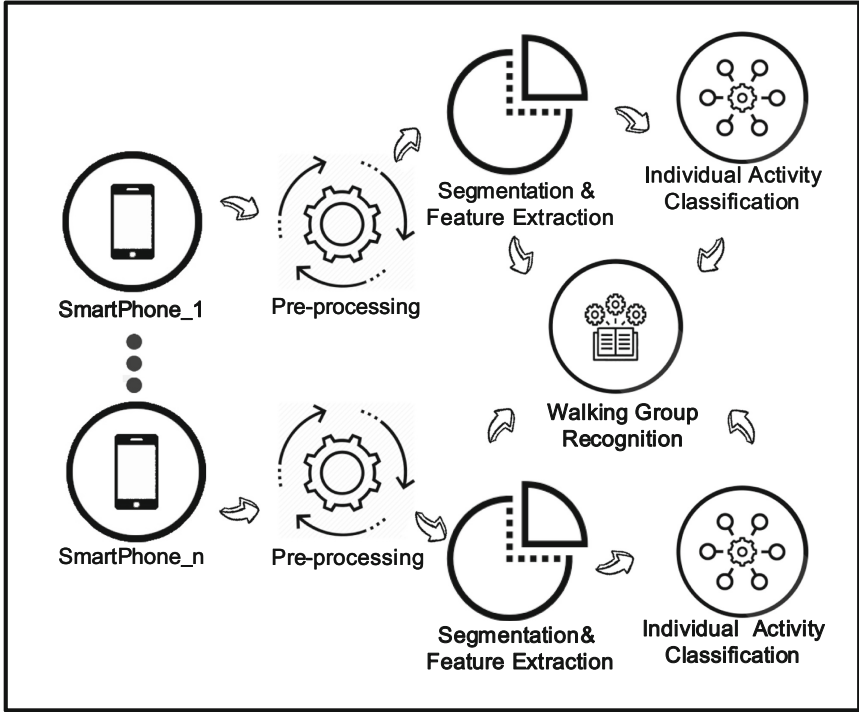 SmartPhone_1
Pre-processing
Segmentation &
Feature Extraction
Individual Activity
Classification
Walking Group
Recognition
SmartPhone_n
Pre-processing
Segmentation&
Feature Extraction
Individual Activity
Classification